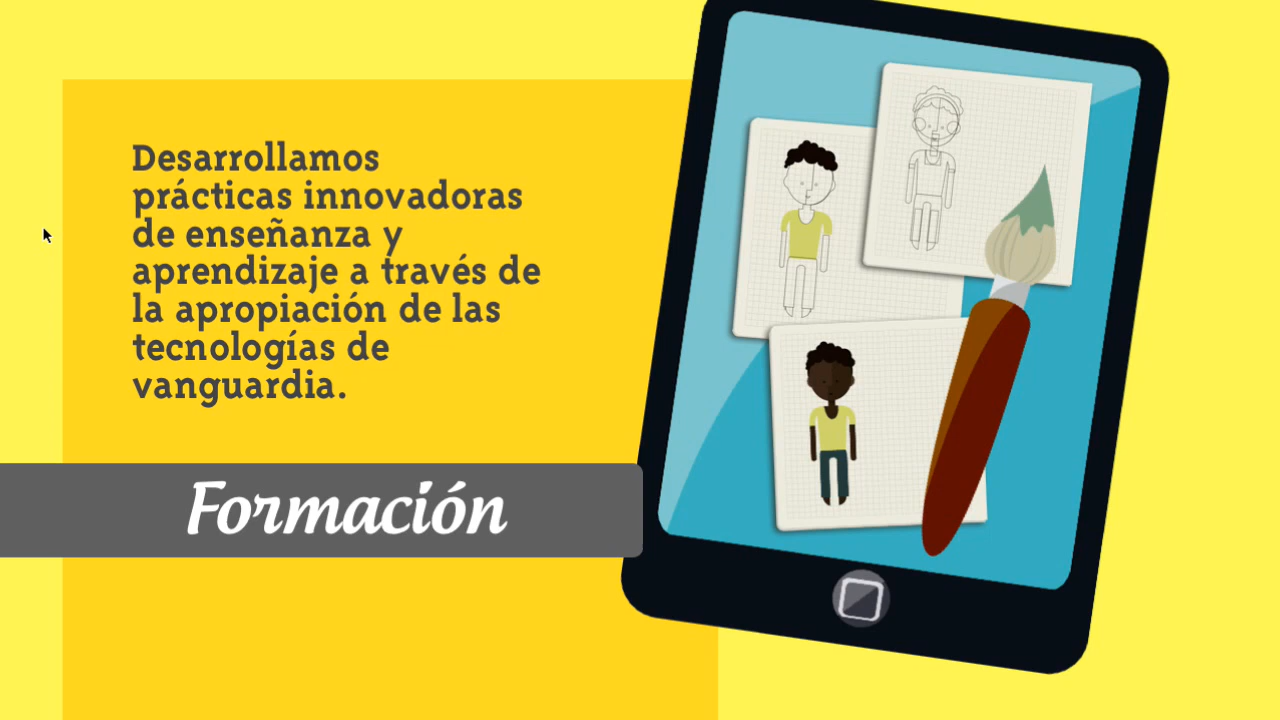 Desarrollamos
prácticas innovadoras
de enseñanza y
aprendizaje a través de
la apropiación de las
tecnologías de
vanguardia.
Formación